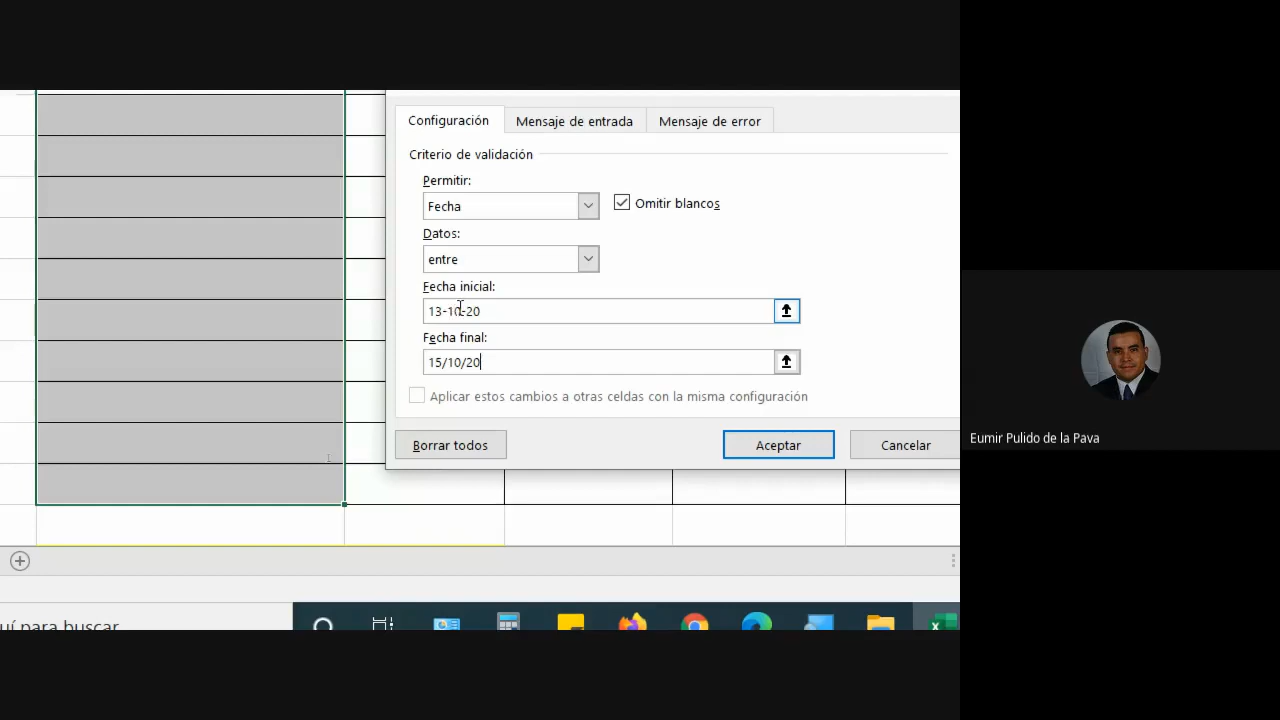 Configuración
Mensaje de entrada
Mensaje de error
Criterio de validación
Permitir:
Fecha
Omitir blancos
Datos:
entre
Fecha inicial:
13-10-20
Fecha final:
15/10/20
Aplicar estos cambios a otras celdas con la misma configuración
Borrar todos
Aceptar
Cancelar
Eumir Pulido de la Pava
uí para buscar